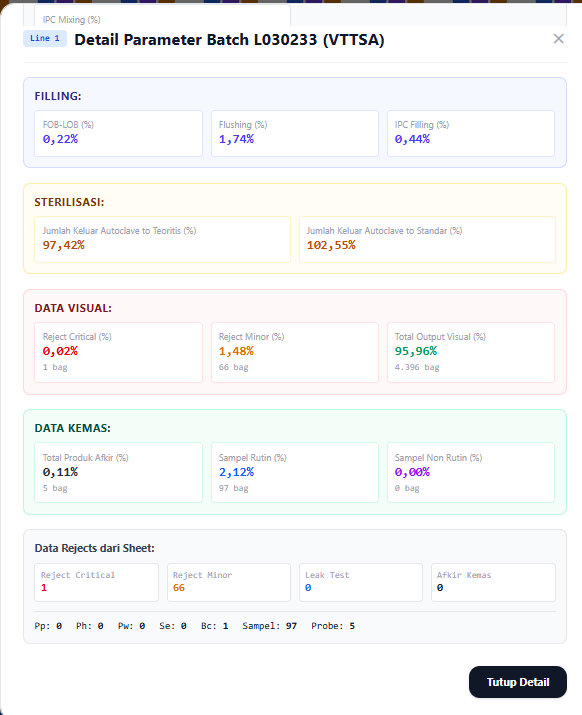 IPC Mixing (%)
Line 1 Detail Parameter Batch L030233 (VTTSA) ×
FILLING:
FOB-LOB (%) Flushing (%) IPC Filling (%)
0,22% 1,74% 0,44%
STERILISASI:
Jumlah Keluar Autoclave to Teoritis (%) Jumlah Keluar Autoclave to Standar (%)
97,42% 102,55%
DATA VISUAL:
Reject Critical (%) Reject Minor (%) Total Output Visual (%)
0,02% 1,48% 95,96%
1 bag 66 bag 4.396 bag
DATA KEMAS:
Total Produk Afkir (%) Sampel Rutin (%) Sampel Non Rutin (%)
0,11% 2,12% 0,00%
5 bag 97 bag 0 bag
Data Rejects dari Sheet:
Reject Critical Reject Minor Leak Test Afkir Kemas
1 66 0 0
Pp: 0 Ph: 0 Pw: 0 Se: 0 Bc: 1 Sampel: 97 Probe: 5
Tutup Detail